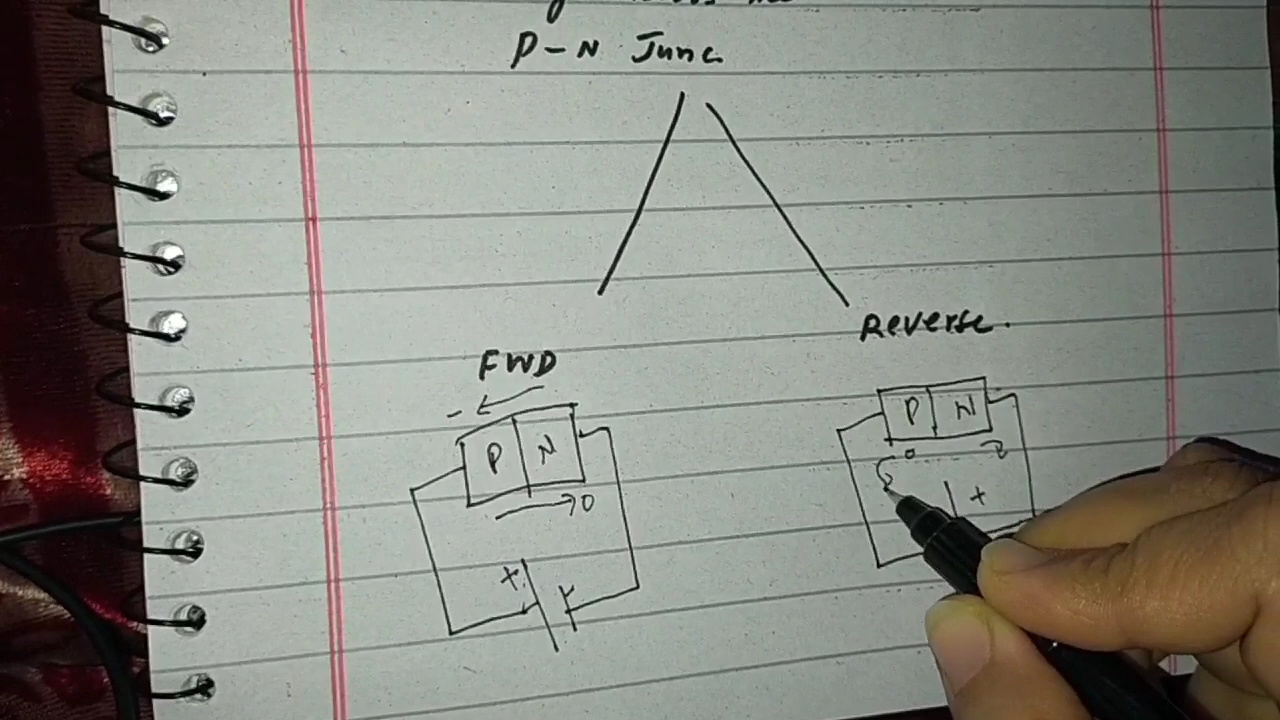 P-N Junc
Reverse.
FWD
-
P N
P N
o
o
+
+